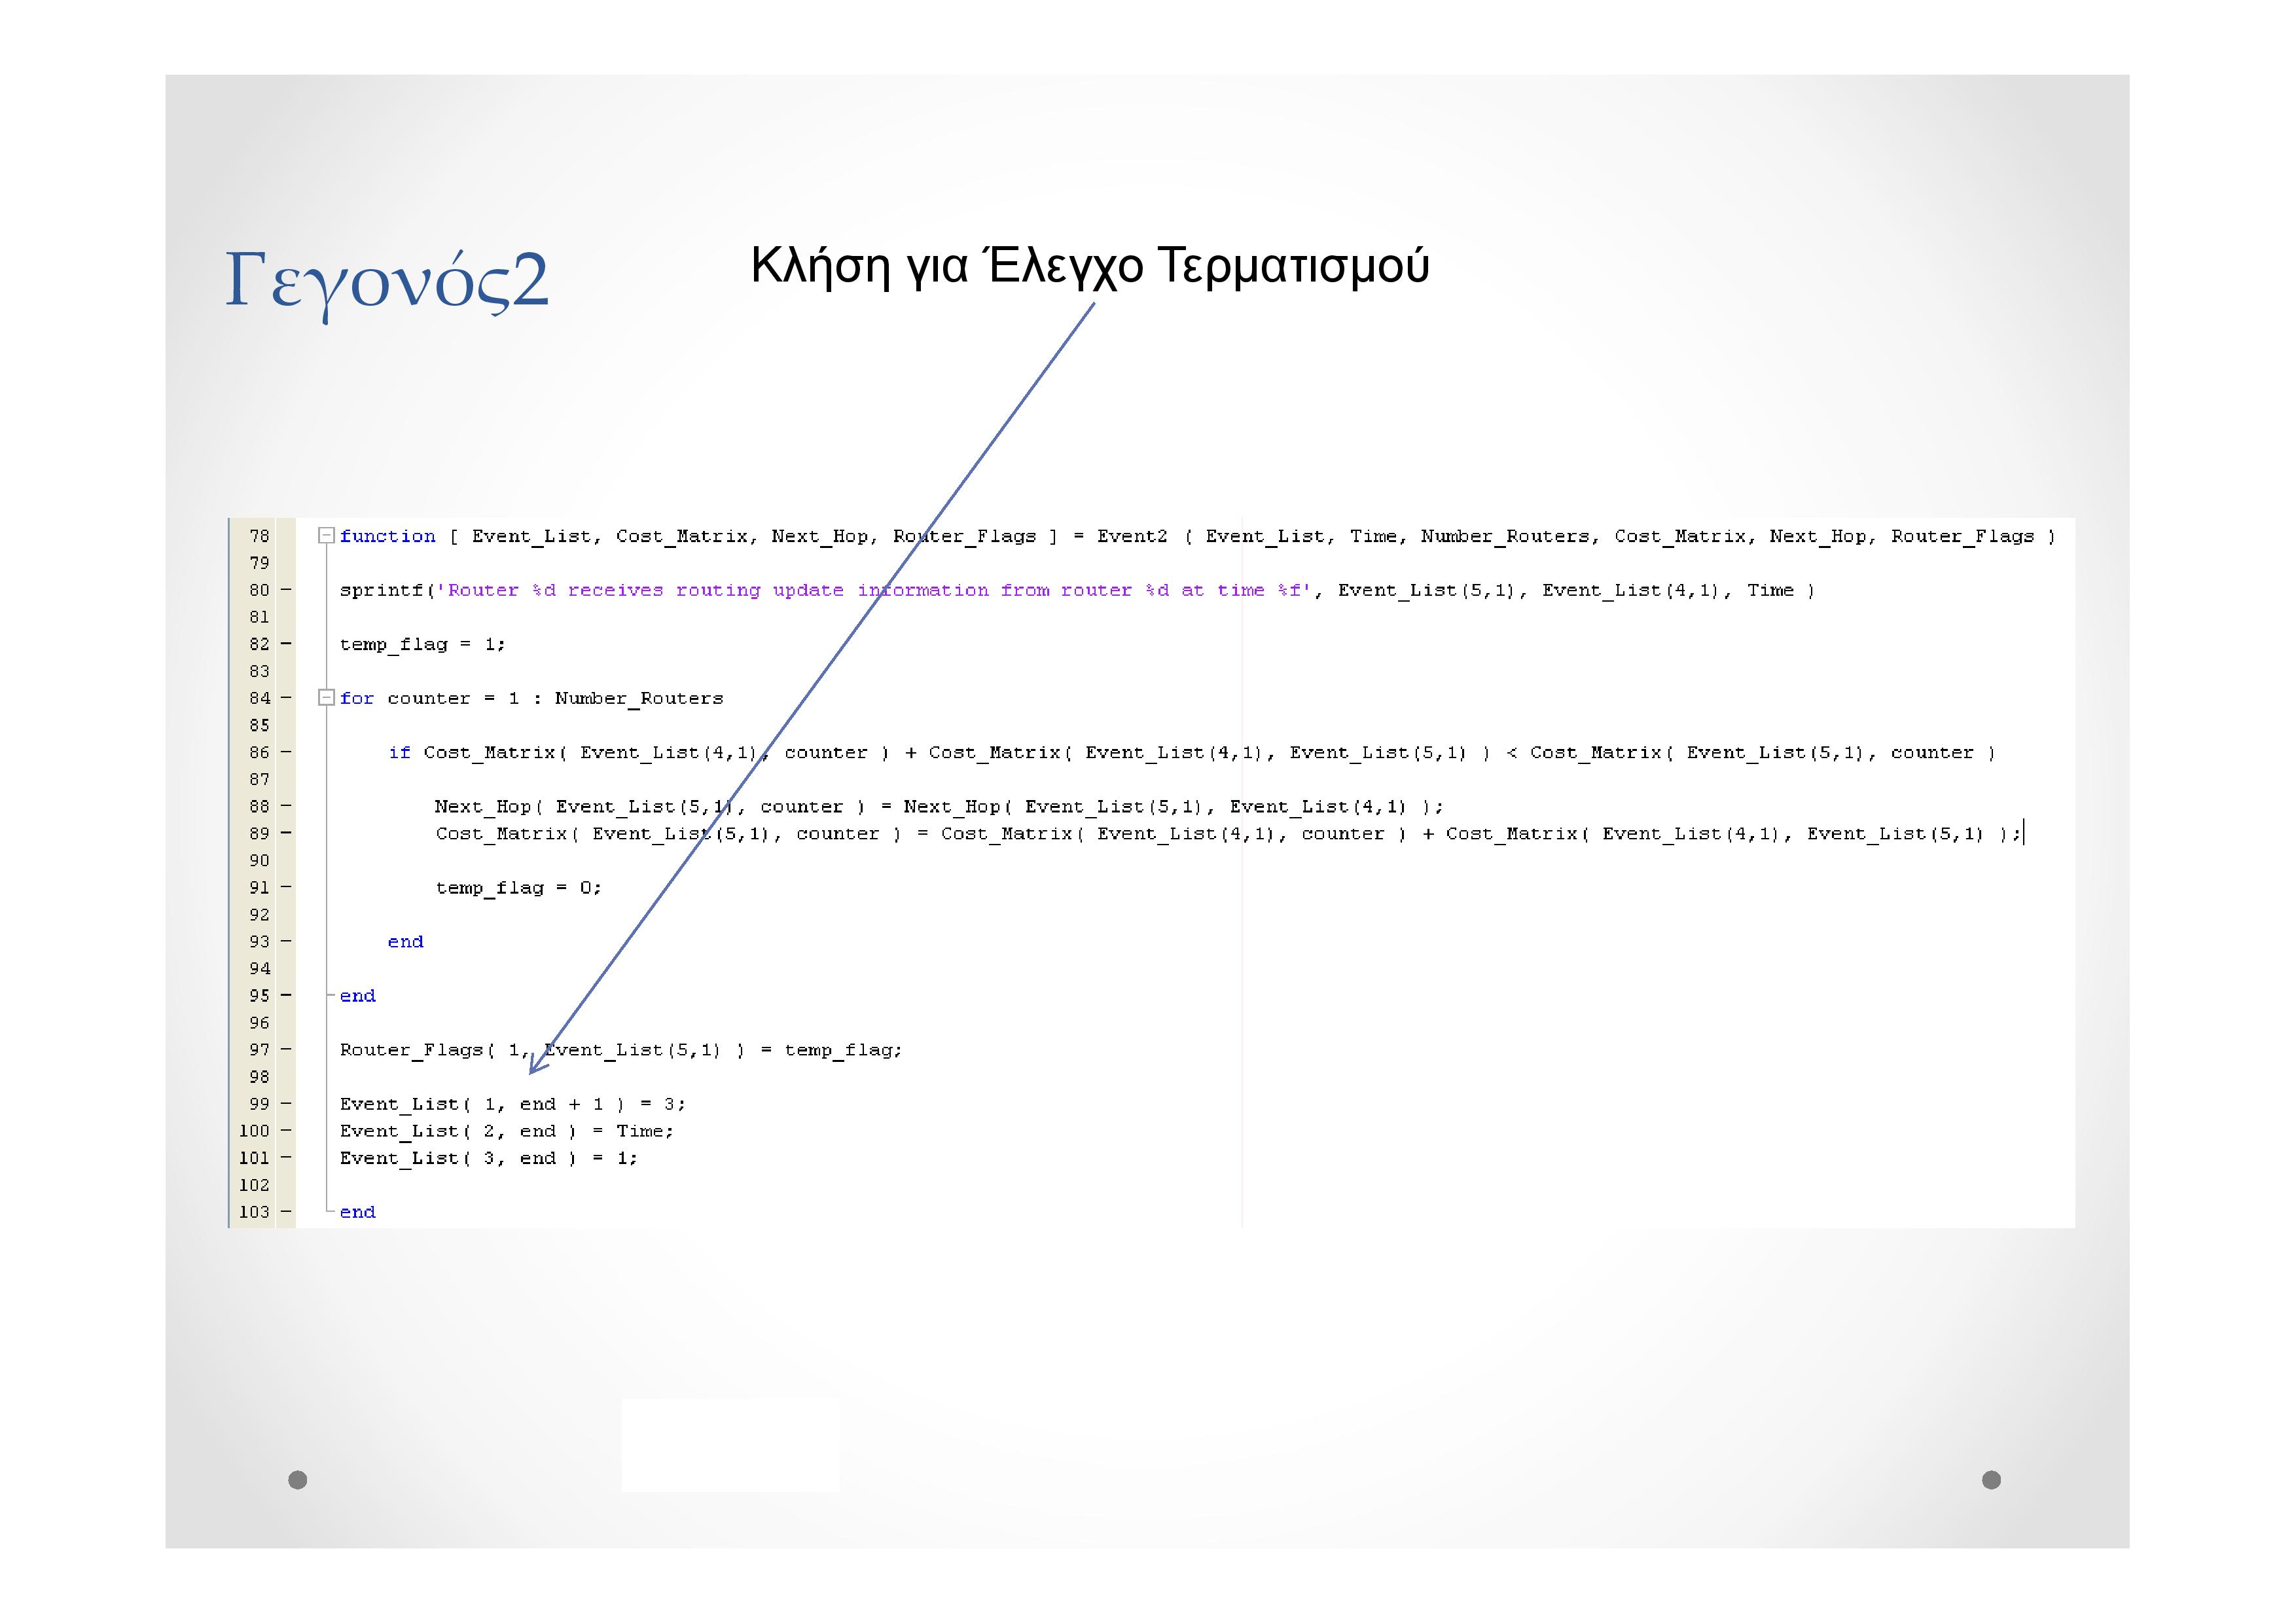 Γεγονός2
Κλήση για Έλεγχο Τερματισμού
78 function [ Event_List, Cost_Matrix, Next_Hop, Router_Flags ] = Event2 ( Event_List, Time, Number_Routers, Cost_Matrix, Next_Hop, Router_Flags )
79
80 sprintf('Router %d receives routing update information from router %d at time %f', Event_List(5,1), Event_List(4,1), Time )
81
82 temp_flag = 1;
83
84 for counter = 1 : Number_Routers
85
86 if Cost_Matrix( Event_List(4,1), counter ) + Cost_Matrix( Event_List(4,1), Event_List(5,1) ) < Cost_Matrix( Event_List(5,1), counter )
87
88 Next_Hop( Event_List(5,1), counter ) = Next_Hop( Event_List(5,1), Event_List(4,1) );
89 Cost_Matrix( Event_List(5,1), counter ) = Cost_Matrix( Event_List(4,1), counter ) + Cost_Matrix( Event_List(4,1), Event_List(5,1) );
90
91 temp_flag = 0;
92
93 end
94
95 end
96
97 Router_Flags( 1, Event_List(5,1) ) = temp_flag;
98
99 Event_List( 1, end + 1 ) = 3;
100 Event_List( 2, end ) = Time;
101 Event_List( 3, end ) = 1;
102
103 end